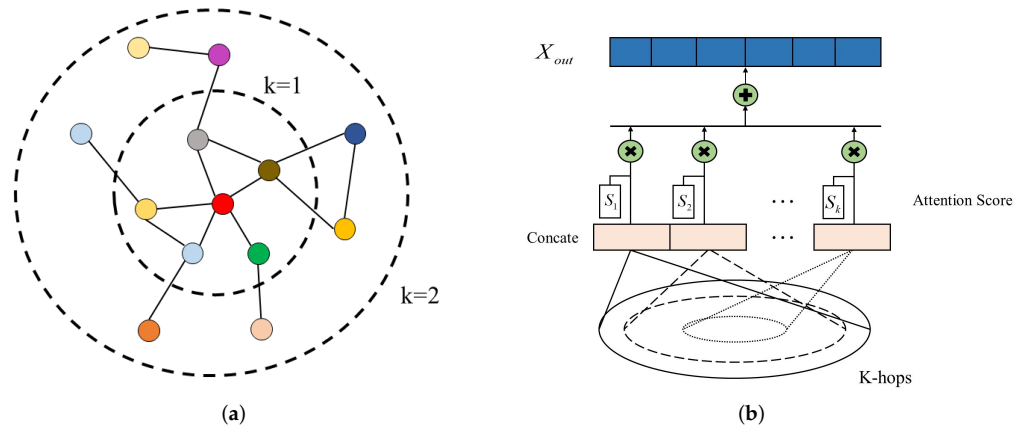 k=1
k=2
(a)
X_out
S_1
S_2
...
S_k
Attention Score
Concate
...
K-hops
(b)